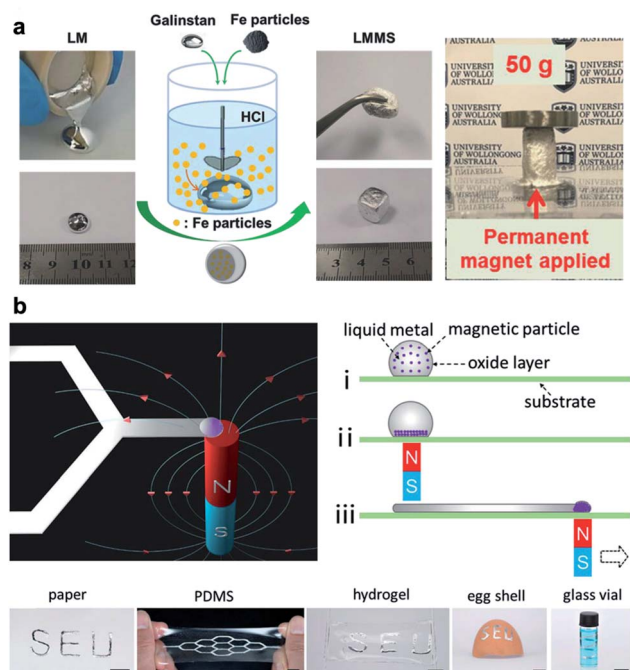 a
LM
Galinstan
Fe particles
HCl
: Fe particles
LMMS
8 9 10 11 12 13
3 4 5 6
UNIVERSITY
OF WOLLONGONG
AUSTRALIA
50 g
Permanent
magnet applied
b
N
S
liquid metal
magnetic particle
oxide layer
substrate
i
ii
N
S
iii
N
S
paper
PDMS
hydrogel
egg shell
glass vial
SEU
SEU
SEU